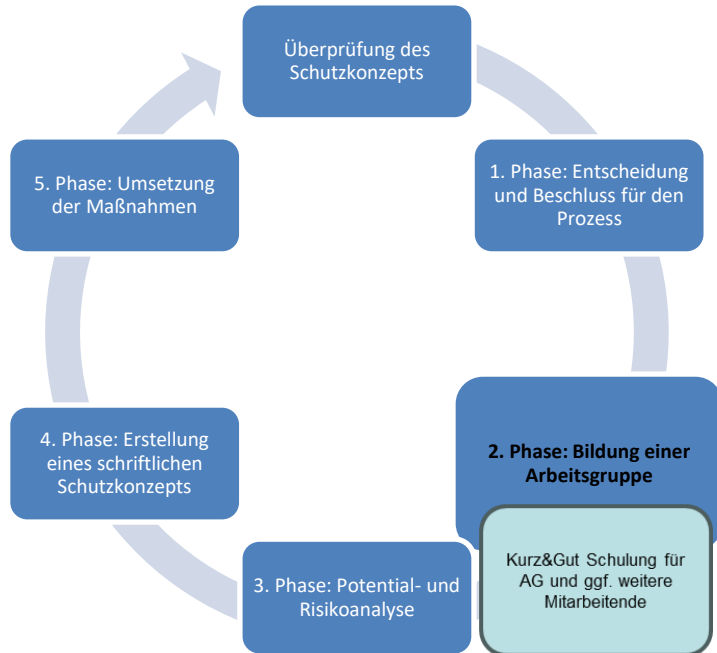 Überprüfung des
Schutzkonzepts
1. Phase: Entscheidung
und Beschluss für den
Prozess
2. Phase: Bildung einer
Arbeitsgruppe
Kurz&Gut Schulung für
AG und ggf. weitere
Mitarbeitende
3. Phase: Potential- und
Risikoanalyse
4. Phase: Erstellung
eines schriftlichen
Schutzkonzepts
5. Phase: Umsetzung
der Maßnahmen